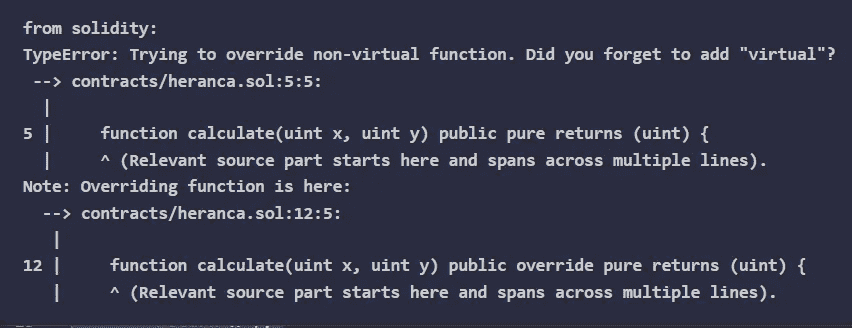 from solidity:
TypeError: Trying to override non-virtual function. Did you forget to add "virtual"?
 --> contracts/heranca.sol:5:5:
  |
5 |     function calculate(uint x, uint y) public pure returns (uint) {
  |     ^ (Relevant source part starts here and spans across multiple lines).
Note: Overriding function is here:
  --> contracts/heranca.sol:12:5:
   |
12 |     function calculate(uint x, uint y) public override pure returns (uint) {
   |     ^ (Relevant source part starts here and spans across multiple lines).